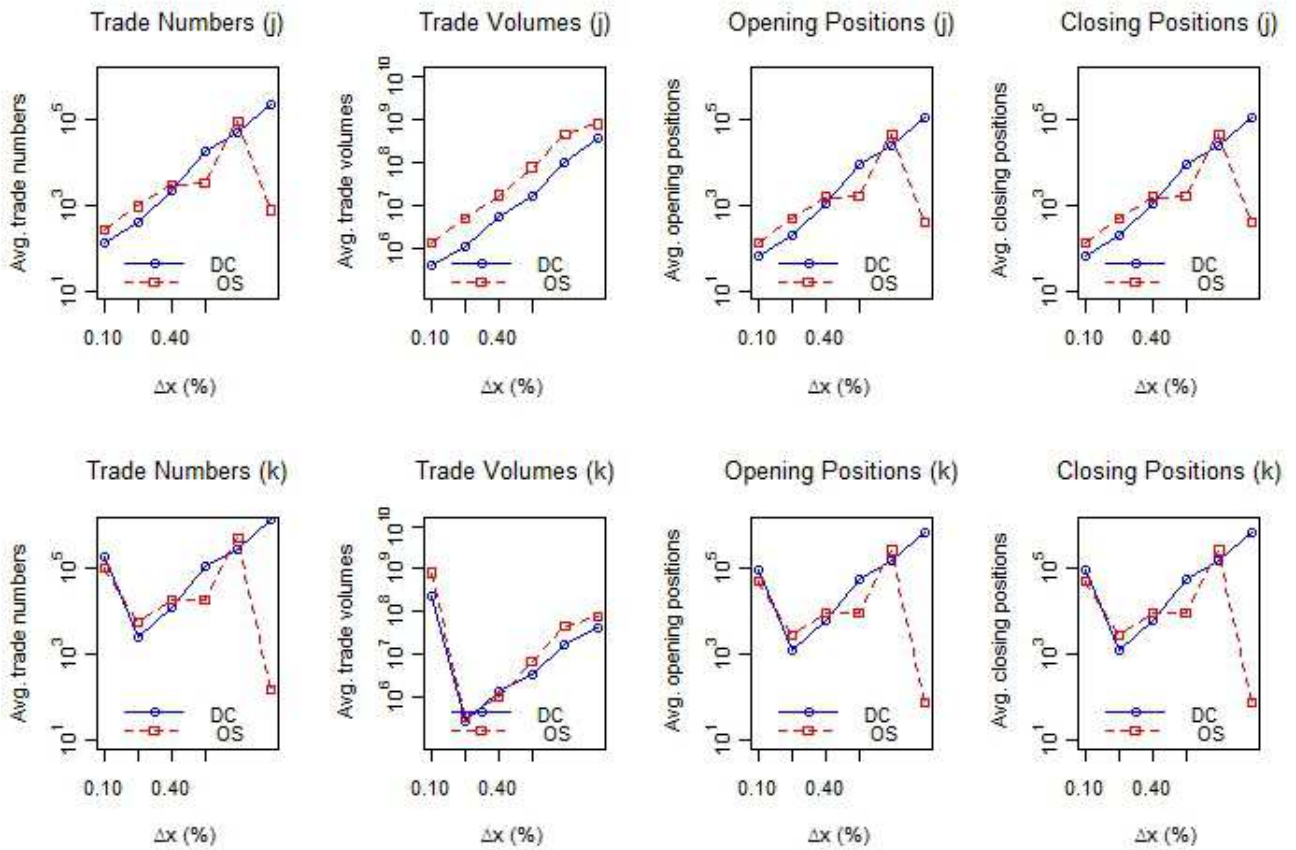 Trade Numbers (j)
Avg. trade numbers
10^5
10^3
10^1
DC
OS
0.10 0.40
Δx (%)
Trade Volumes (j)
Avg. trade volumes
10^10
10^9
10^8
10^7
10^6
DC
OS
0.10 0.40
Δx (%)
Opening Positions (j)
Avg. opening positions
10^5
10^3
10^1
DC
OS
0.10 0.40
Δx (%)
Closing Positions (j)
Avg. closing positions
10^5
10^3
10^1
DC
OS
0.10 0.40
Δx (%)
Trade Numbers (k)
Avg. trade numbers
10^5
10^3
10^1
DC
OS
0.10 0.40
Δx (%)
Trade Volumes (k)
Avg. trade volumes
10^10
10^9
10^8
10^7
10^6
DC
OS
0.10 0.40
Δx (%)
Opening Positions (k)
Avg. opening positions
10^5
10^3
10^1
DC
OS
0.10 0.40
Δx (%)
Closing Positions (k)
Avg. closing positions
10^5
10^3
10^1
DC
OS
0.10 0.40
Δx (%)